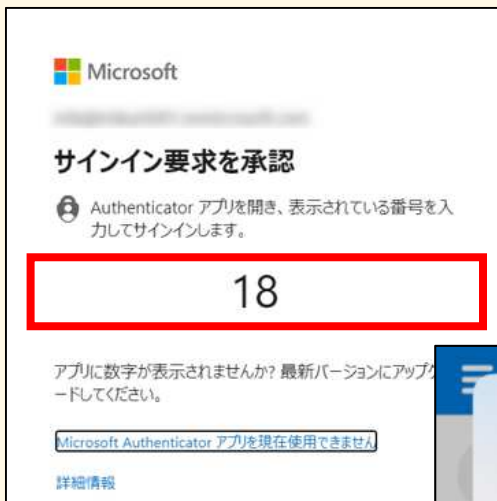 Microsoft
サインイン要求を承認
Authenticator アプリを開き、表示されている番号を入
力してサインインします。
18
アプリに数字が表示されませんか? 最新バージョンにアップ
ードしてください。
Microsoft Authenticator アプリを現在使用できません
詳細情報